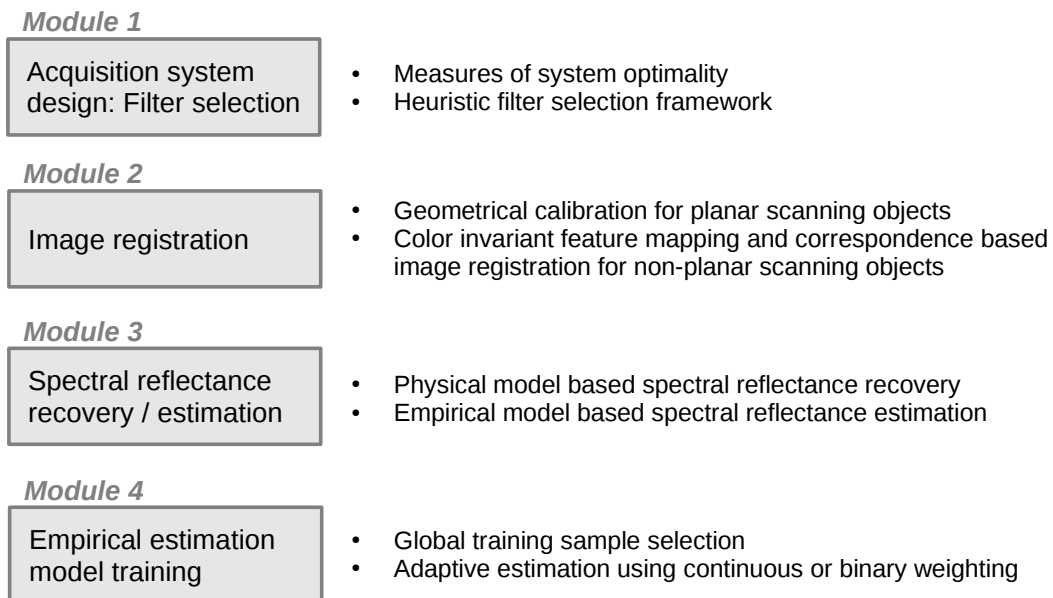 Module 1
Acquisition system
design: Filter selection
• Measures of system optimality
• Heuristic filter selection framework
Module 2
Image registration
• Geometrical calibration for planar scanning objects
• Color invariant feature mapping and correspondence based
image registration for non-planar scanning objects
Module 3
Spectral reflectance
recovery / estimation
• Physical model based spectral reflectance recovery
• Empirical model based spectral reflectance estimation
Module 4
Empirical estimation
model training
• Global training sample selection
• Adaptive estimation using continuous or binary weighting